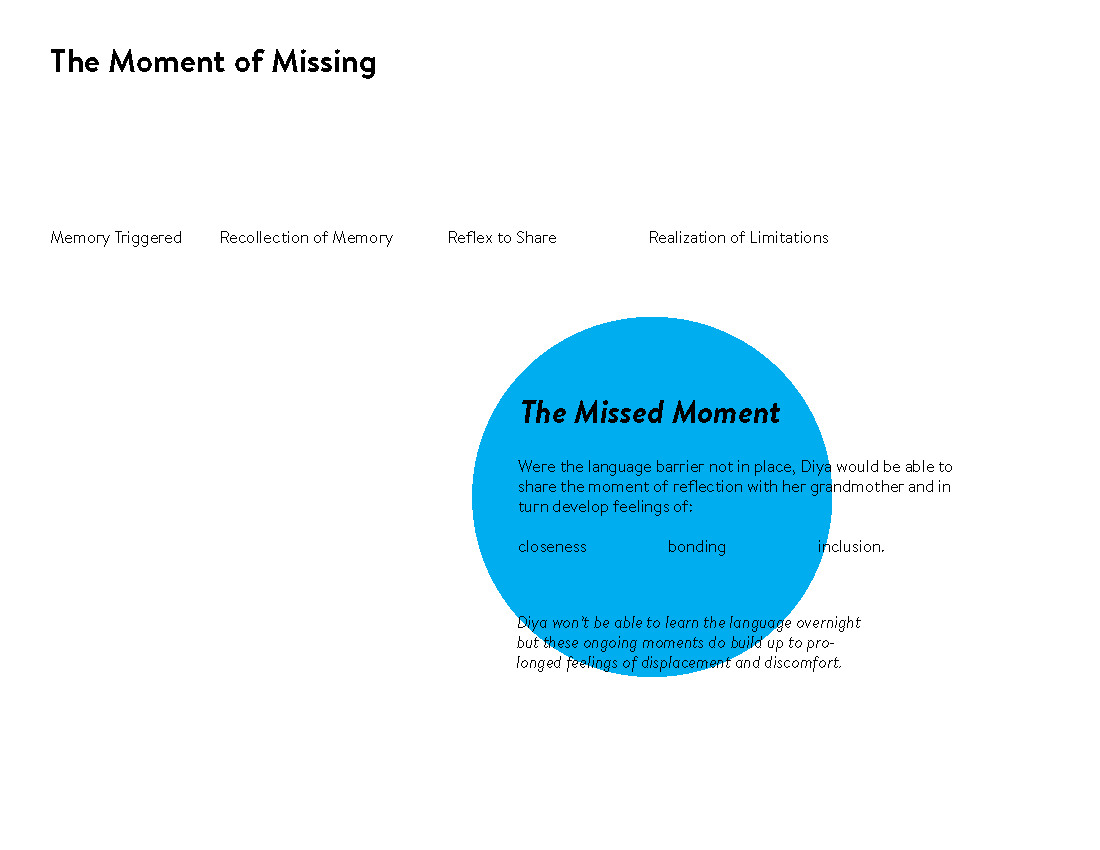 The Moment of Missing
Memory Triggered Recollection of Memory Reflex to Share Realization of Limitations
The Missed Moment
Were the language barrier not in place, Diya would be able to
share the moment of reflection with her grandmother and in
turn develop feelings of:
closeness bonding inclusion.
Diya won't be able to learn the language overnight
but these ongoing moments do build up to pro-
longed feelings of displacement and discomfort.